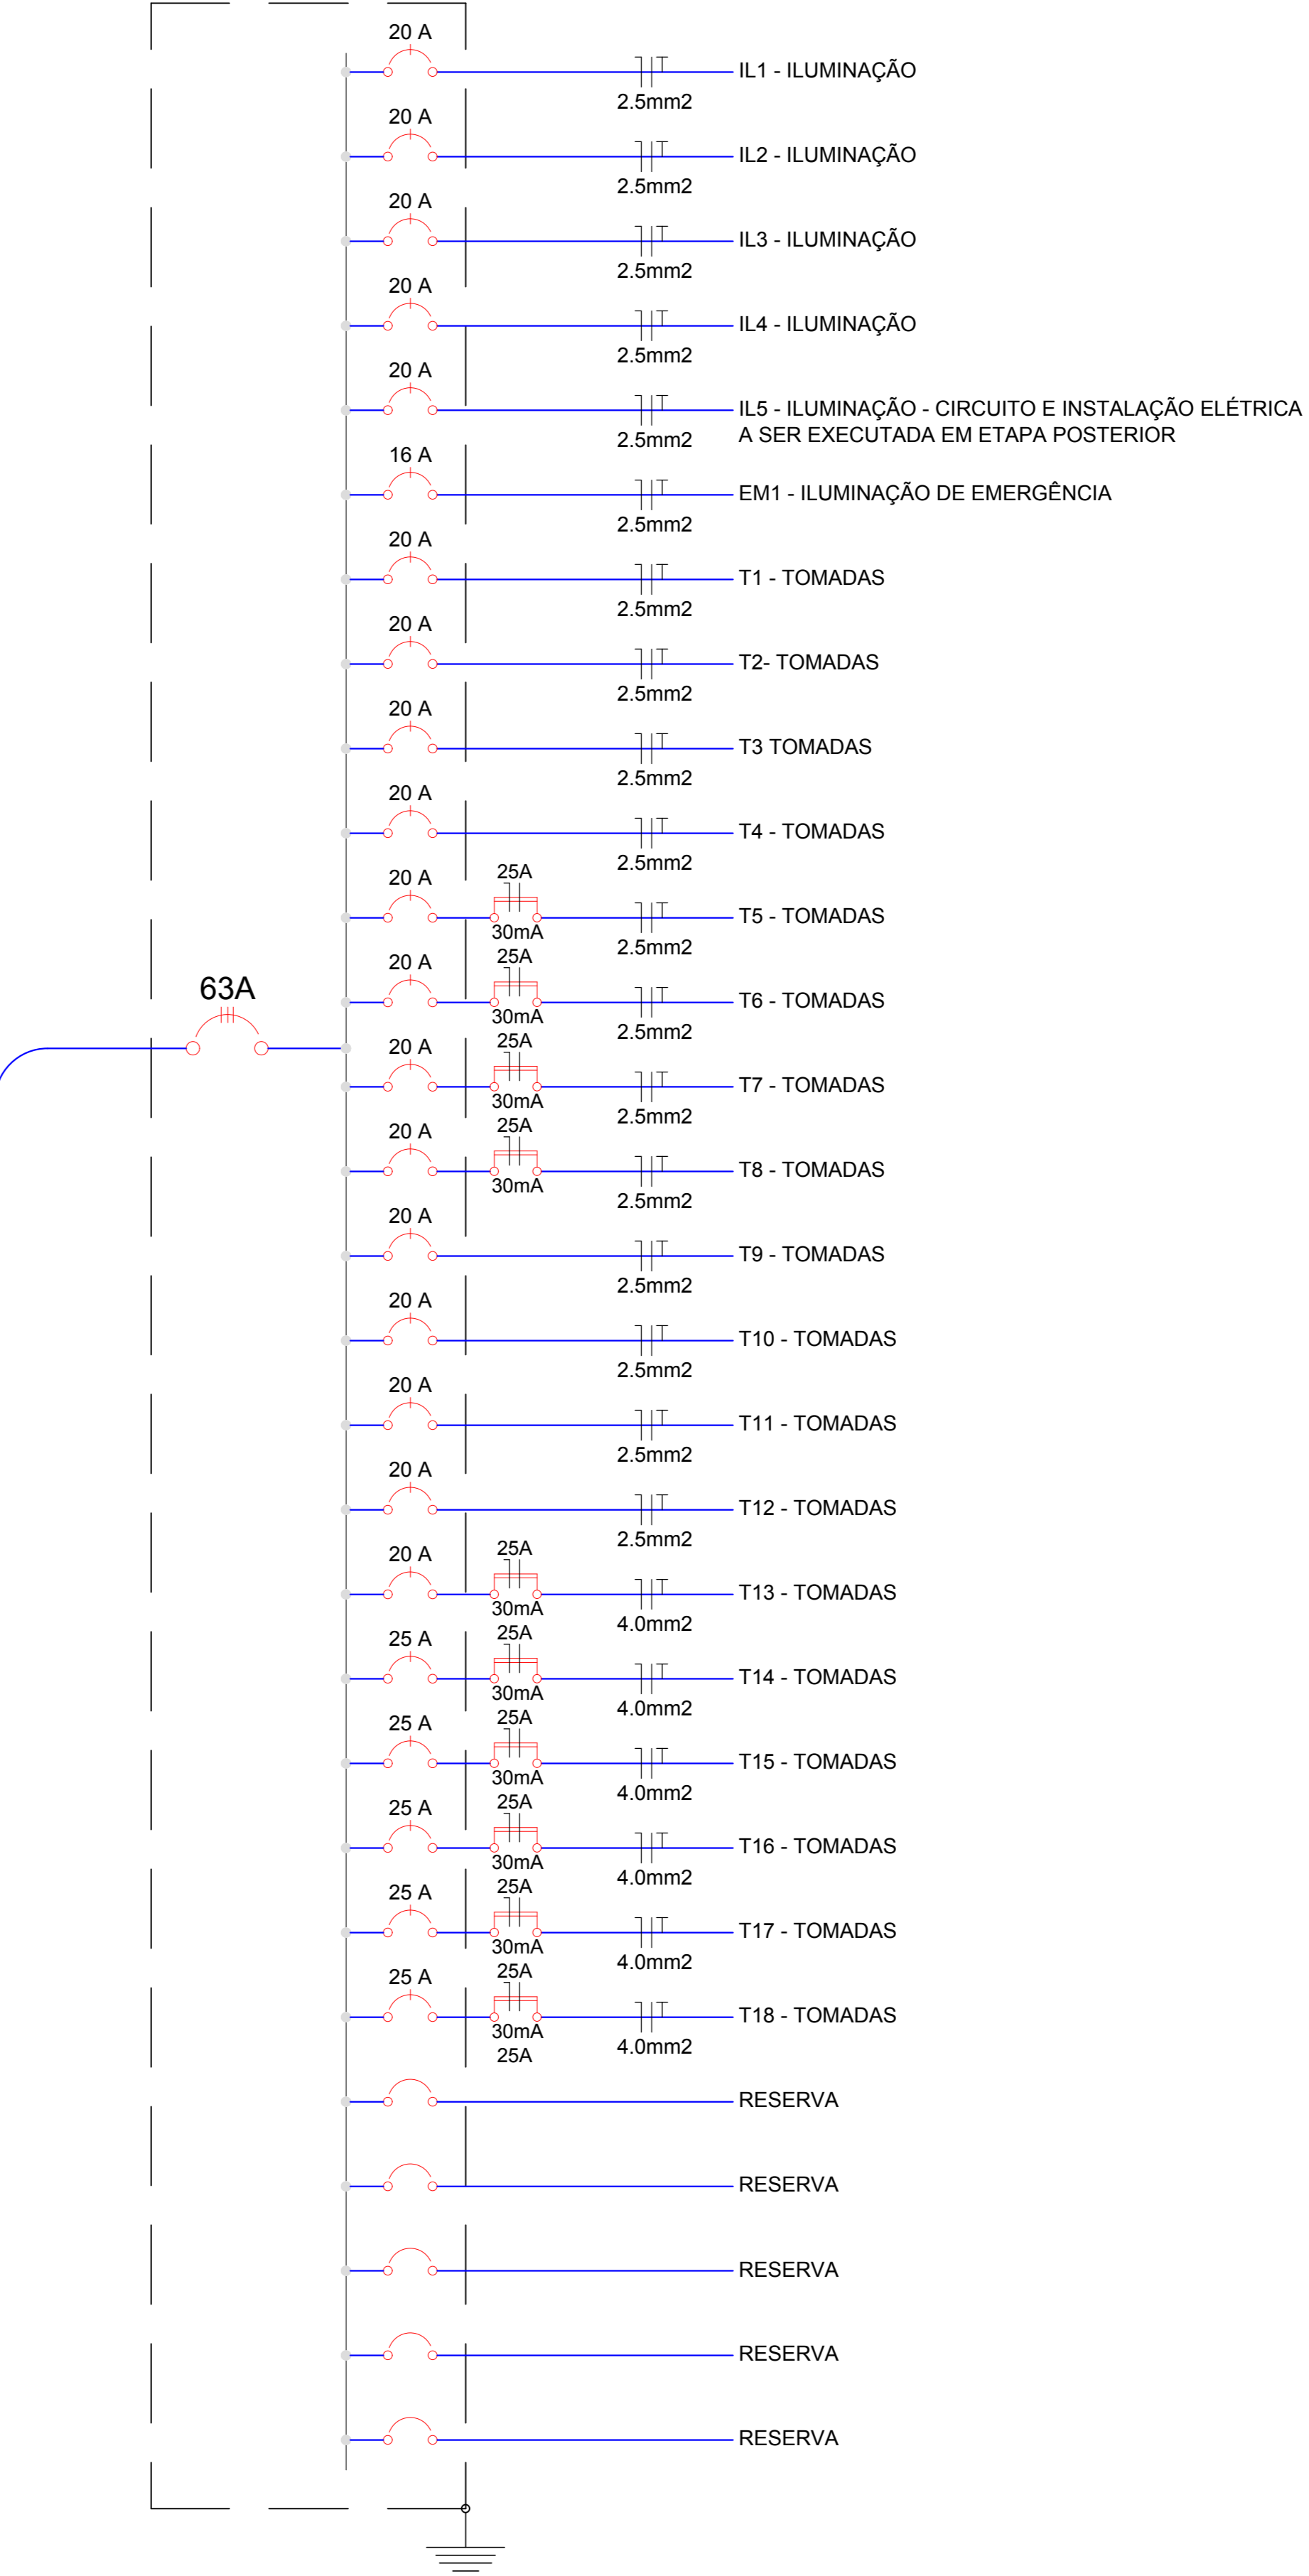 20 A
IL1 - ILUMINAÇÃO
2.5mm2
20 A
IL2 - ILUMINAÇÃO
2.5mm2
20 A
IL3 - ILUMINAÇÃO
2.5mm2
20 A
IL4 - ILUMINAÇÃO
2.5mm2
20 A
IL5 - ILUMINAÇÃO - CIRCUITO E INSTALAÇÃO ELÉTRICA
A SER EXECUTADA EM ETAPA POSTERIOR
2.5mm2
16 A
EM1 - ILUMINAÇÃO DE EMERGÊNCIA
2.5mm2
20 A
T1 - TOMADAS
2.5mm2
20 A
T2- TOMADAS
2.5mm2
20 A
T3 TOMADAS
2.5mm2
20 A
T4 - TOMADAS
2.5mm2
20 A
25A
T5 - TOMADAS
30mA
2.5mm2
20 A
25A
T6 - TOMADAS
30mA
2.5mm2
63A
20 A
25A
T7 - TOMADAS
30mA
2.5mm2
20 A
25A
T8 - TOMADAS
30mA
2.5mm2
20 A
T9 - TOMADAS
2.5mm2
20 A
T10 - TOMADAS
2.5mm2
20 A
T11 - TOMADAS
2.5mm2
20 A
T12 - TOMADAS
2.5mm2
20 A
25A
T13 - TOMADAS
30mA
4.0mm2
25 A
25A
T14 - TOMADAS
30mA
4.0mm2
25 A
25A
T15 - TOMADAS
30mA
4.0mm2
25 A
25A
T16 - TOMADAS
30mA
4.0mm2
25 A
25A
T17 - TOMADAS
30mA
4.0mm2
25 A
25A
T18 - TOMADAS
30mA
4.0mm2
25A
RESERVA
RESERVA
RESERVA
RESERVA
RESERVA